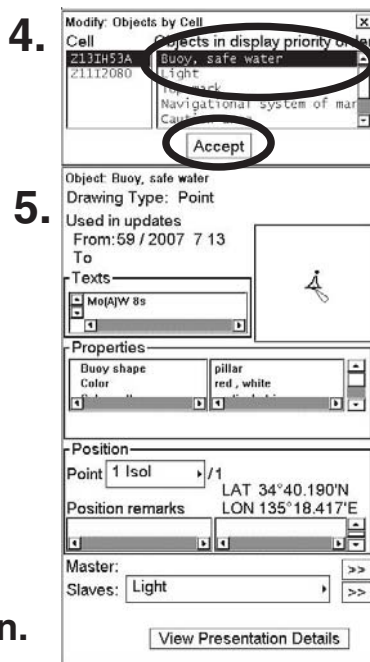 4.
Modify: Objects by Cell x
Cell Objects in display priority order
Z13IH53A Buoy, safe water
Z11I2080 Light
Top mark
Navigational system of mar
Caution area
Accept
5.
Object: Buoy, safe water
Drawing Type: Point
Used in updates
From: 59 / 2007 7 13
To
Texts
Mo(A)W 8s
Properties
Buoy shape pillar
Color red , white
Position
Point 1 Isol /1
LAT 34°40.190'N
Position remarks LON 135°18.417'E
Master: >>
Slaves: Light >>
n.
View Presentation Details